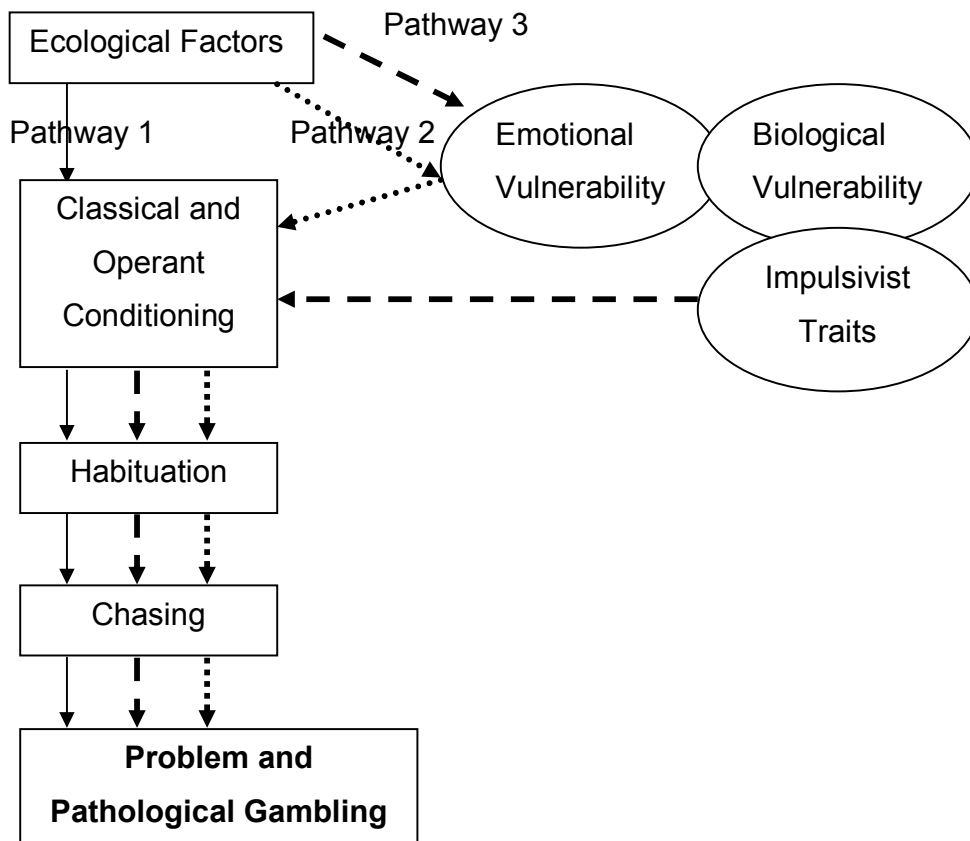 Pathway 3
Ecological Factors
Pathway 1
Pathway 2
Emotional
Vulnerability
Biological
Vulnerability
Classical and
Operant
Conditioning
Impulsivist
Traits
Habituation
Chasing
Problem and
Pathological Gambling